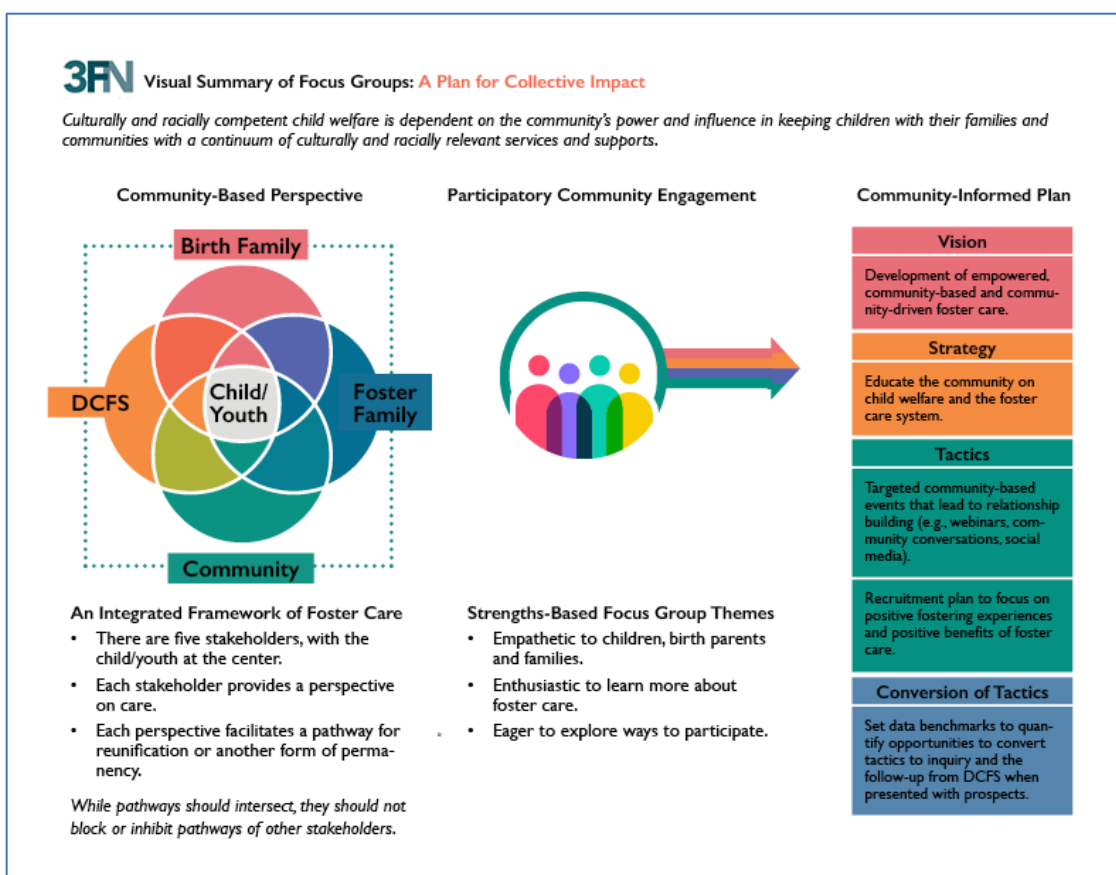 3FN Visual Summary of Focus Groups: A Plan for Collective Impact
Culturally and racially competent child welfare is dependent on the community's power and influence in keeping children with their families and
communities with a continuum of culturally and racially relevant services and supports.
Community-Based Perspective
Birth Family
DCFS
Child/
Youth
Foster
Family
Community
An Integrated Framework of Foster Care
• There are five stakeholders, with the
child/youth at the center.
• Each stakeholder provides a perspective
on care.
• Each perspective facilitates a pathway for
reunification or another form of perma-
nency.
While pathways should intersect, they should not
block or inhibit pathways of other stakeholders.
Participatory Community Engagement
Strengths-Based Focus Group Themes
• Empathetic to children, birth parents
and families.
• Enthusiastic to learn more about
foster care.
• Eager to explore ways to participate.
Community-Informed Plan
Vision
Development of empowered,
community-based and commu-
nity-driven foster care.
Strategy
Educate the community on
child welfare and the foster
care system.
Tactics
Targeted community-based
events that lead to relationship
building (e.g., webinars, com-
munity conversations, social
media).
Recruitment plan to focus on
positive fostering experiences
and positive benefits of foster
care.
Conversion of Tactics
Set data benchmarks to quan-
tify opportunities to convert
tactics to inquiry and the
follow-up from DCFS when
presented with prospects.